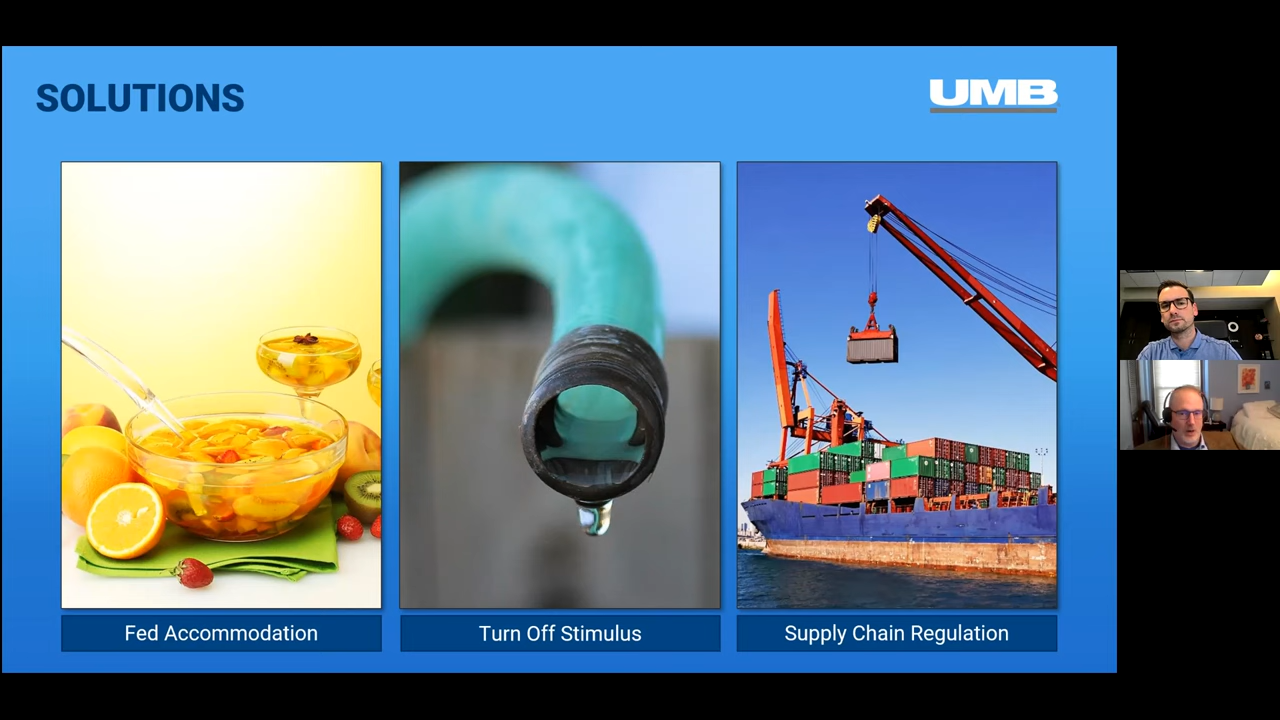 SOLUTIONS
UMB
Fed Accommodation
Turn Off Stimulus
Supply Chain Regulation